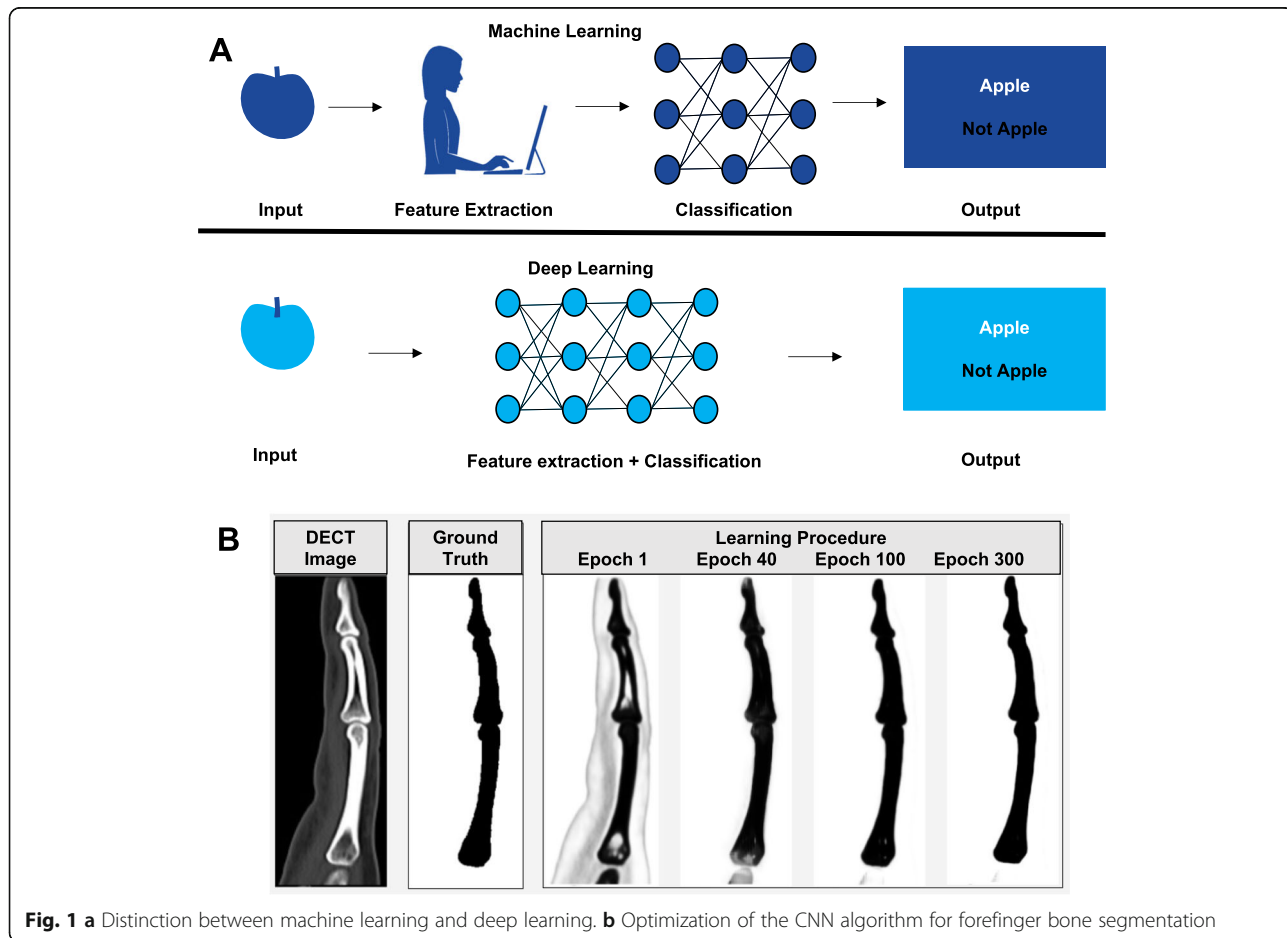 A
Machine Learning
Apple
Not Apple
Input
Feature Extraction
Classification
Output
Deep Learning
Apple
Not Apple
Input
Feature extraction + Classification
Output
B
DECT
Image
Ground
Truth
Learning Procedure
Epoch 1
Epoch 40
Epoch 100
Epoch 300
Fig. 1 a Distinction between machine learning and deep learning. b Optimization of the CNN algorithm for forefinger bone segmentation